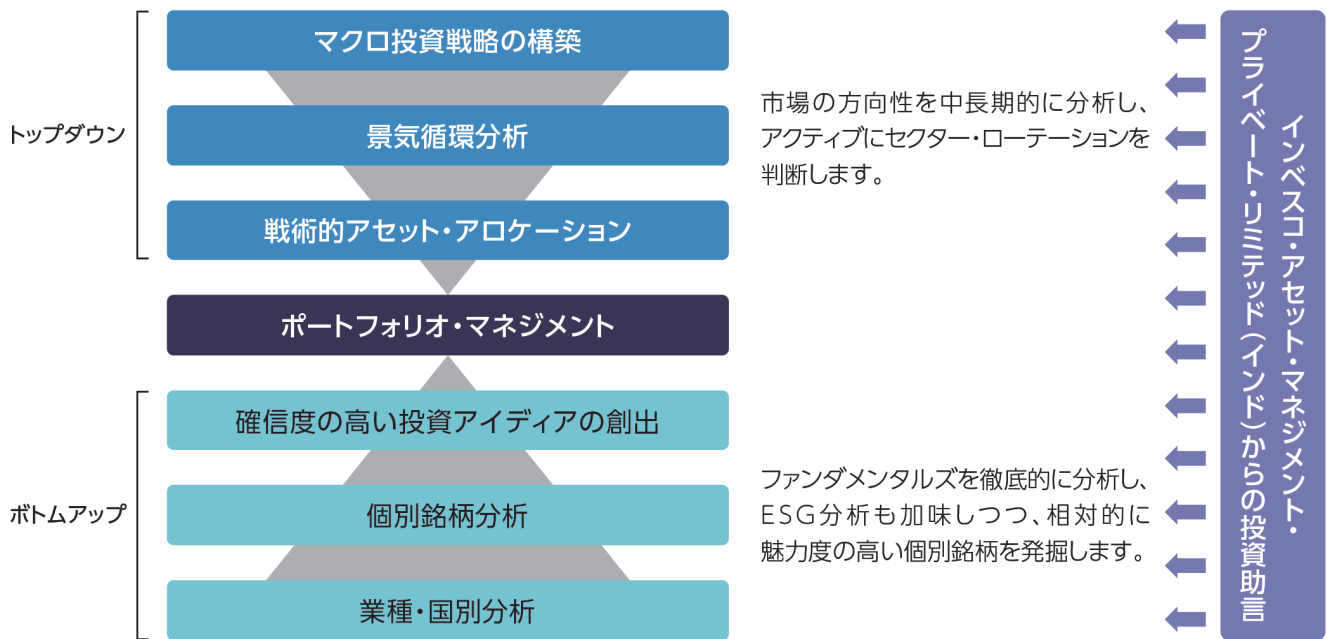 マクロ投資戦略の構築
トップダウン
景気循環分析
戦術的アセット・アロケーション
市場の方向性を中長期的に分析し、
アクティブにセクター・ローテーションを
判断します。
ポートフォリオ・マネジメント
確信度の高い投資アイディアの創出
ボトムアップ
個別銘柄分析
業種・国別分析
ファンダメンタルズを徹底的に分析し、
ESG分析も加味しつつ、相対的に
魅力度の高い個別銘柄を発掘します。
インベスコ・アセット・マネジメント・
プライベート・リミテッド(インド)からの投資助言